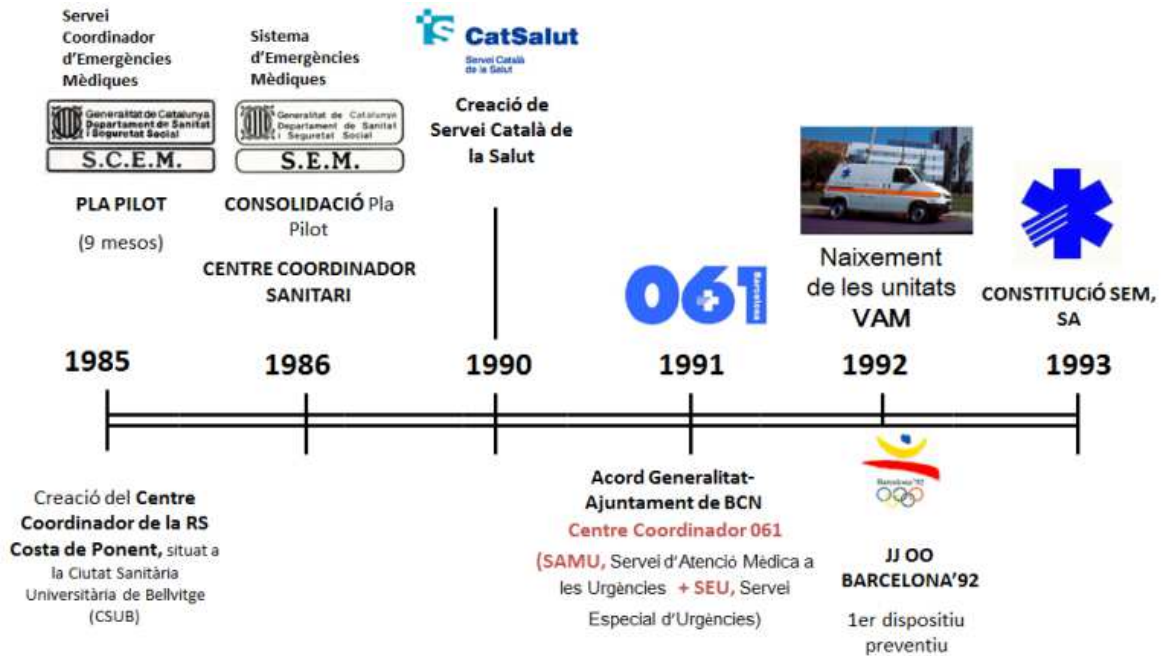 Servei
Coordinador
d'Emergències
Mèdiques
Generalitat de Catalunya
Departament de Sanitat
i Seguretat Social
S.C.E.M.
PLA PILOT
(9 mesos)
Sistema
d'Emergències
Mèdiques
Generalitat de Catalunya
Departament de Sanitat
i Seguretat Social
S.E.M.
CONSOLIDACIÓ Pla
Pilot
CENTRE COORDINADOR
SANITARI
CatSalut
Servei Català
de la Salut
Creació de
Servei Català de
la Salut
061
Barcelona
Naixement
de les unitats
VAM
CONSTITUCIÓ SEM,
SA
1985
1986
1990
1991
1992
1993
Creació del Centre
Coordinador de la RS
Costa de Ponent, situat a
la Ciutat Sanitària
Universitària de Bellvitge
(CSUB)
Acord Generalitat-
Ajuntament de BCN
Centre Coordinador 061
(SAMU, Servei d'Atenció Mèdica a
les Urgències + SEU, Servei
Especial d'Urgències)
Barcelona'92
JJ OO
BARCELONA'92
1er dispositiu
preventiu